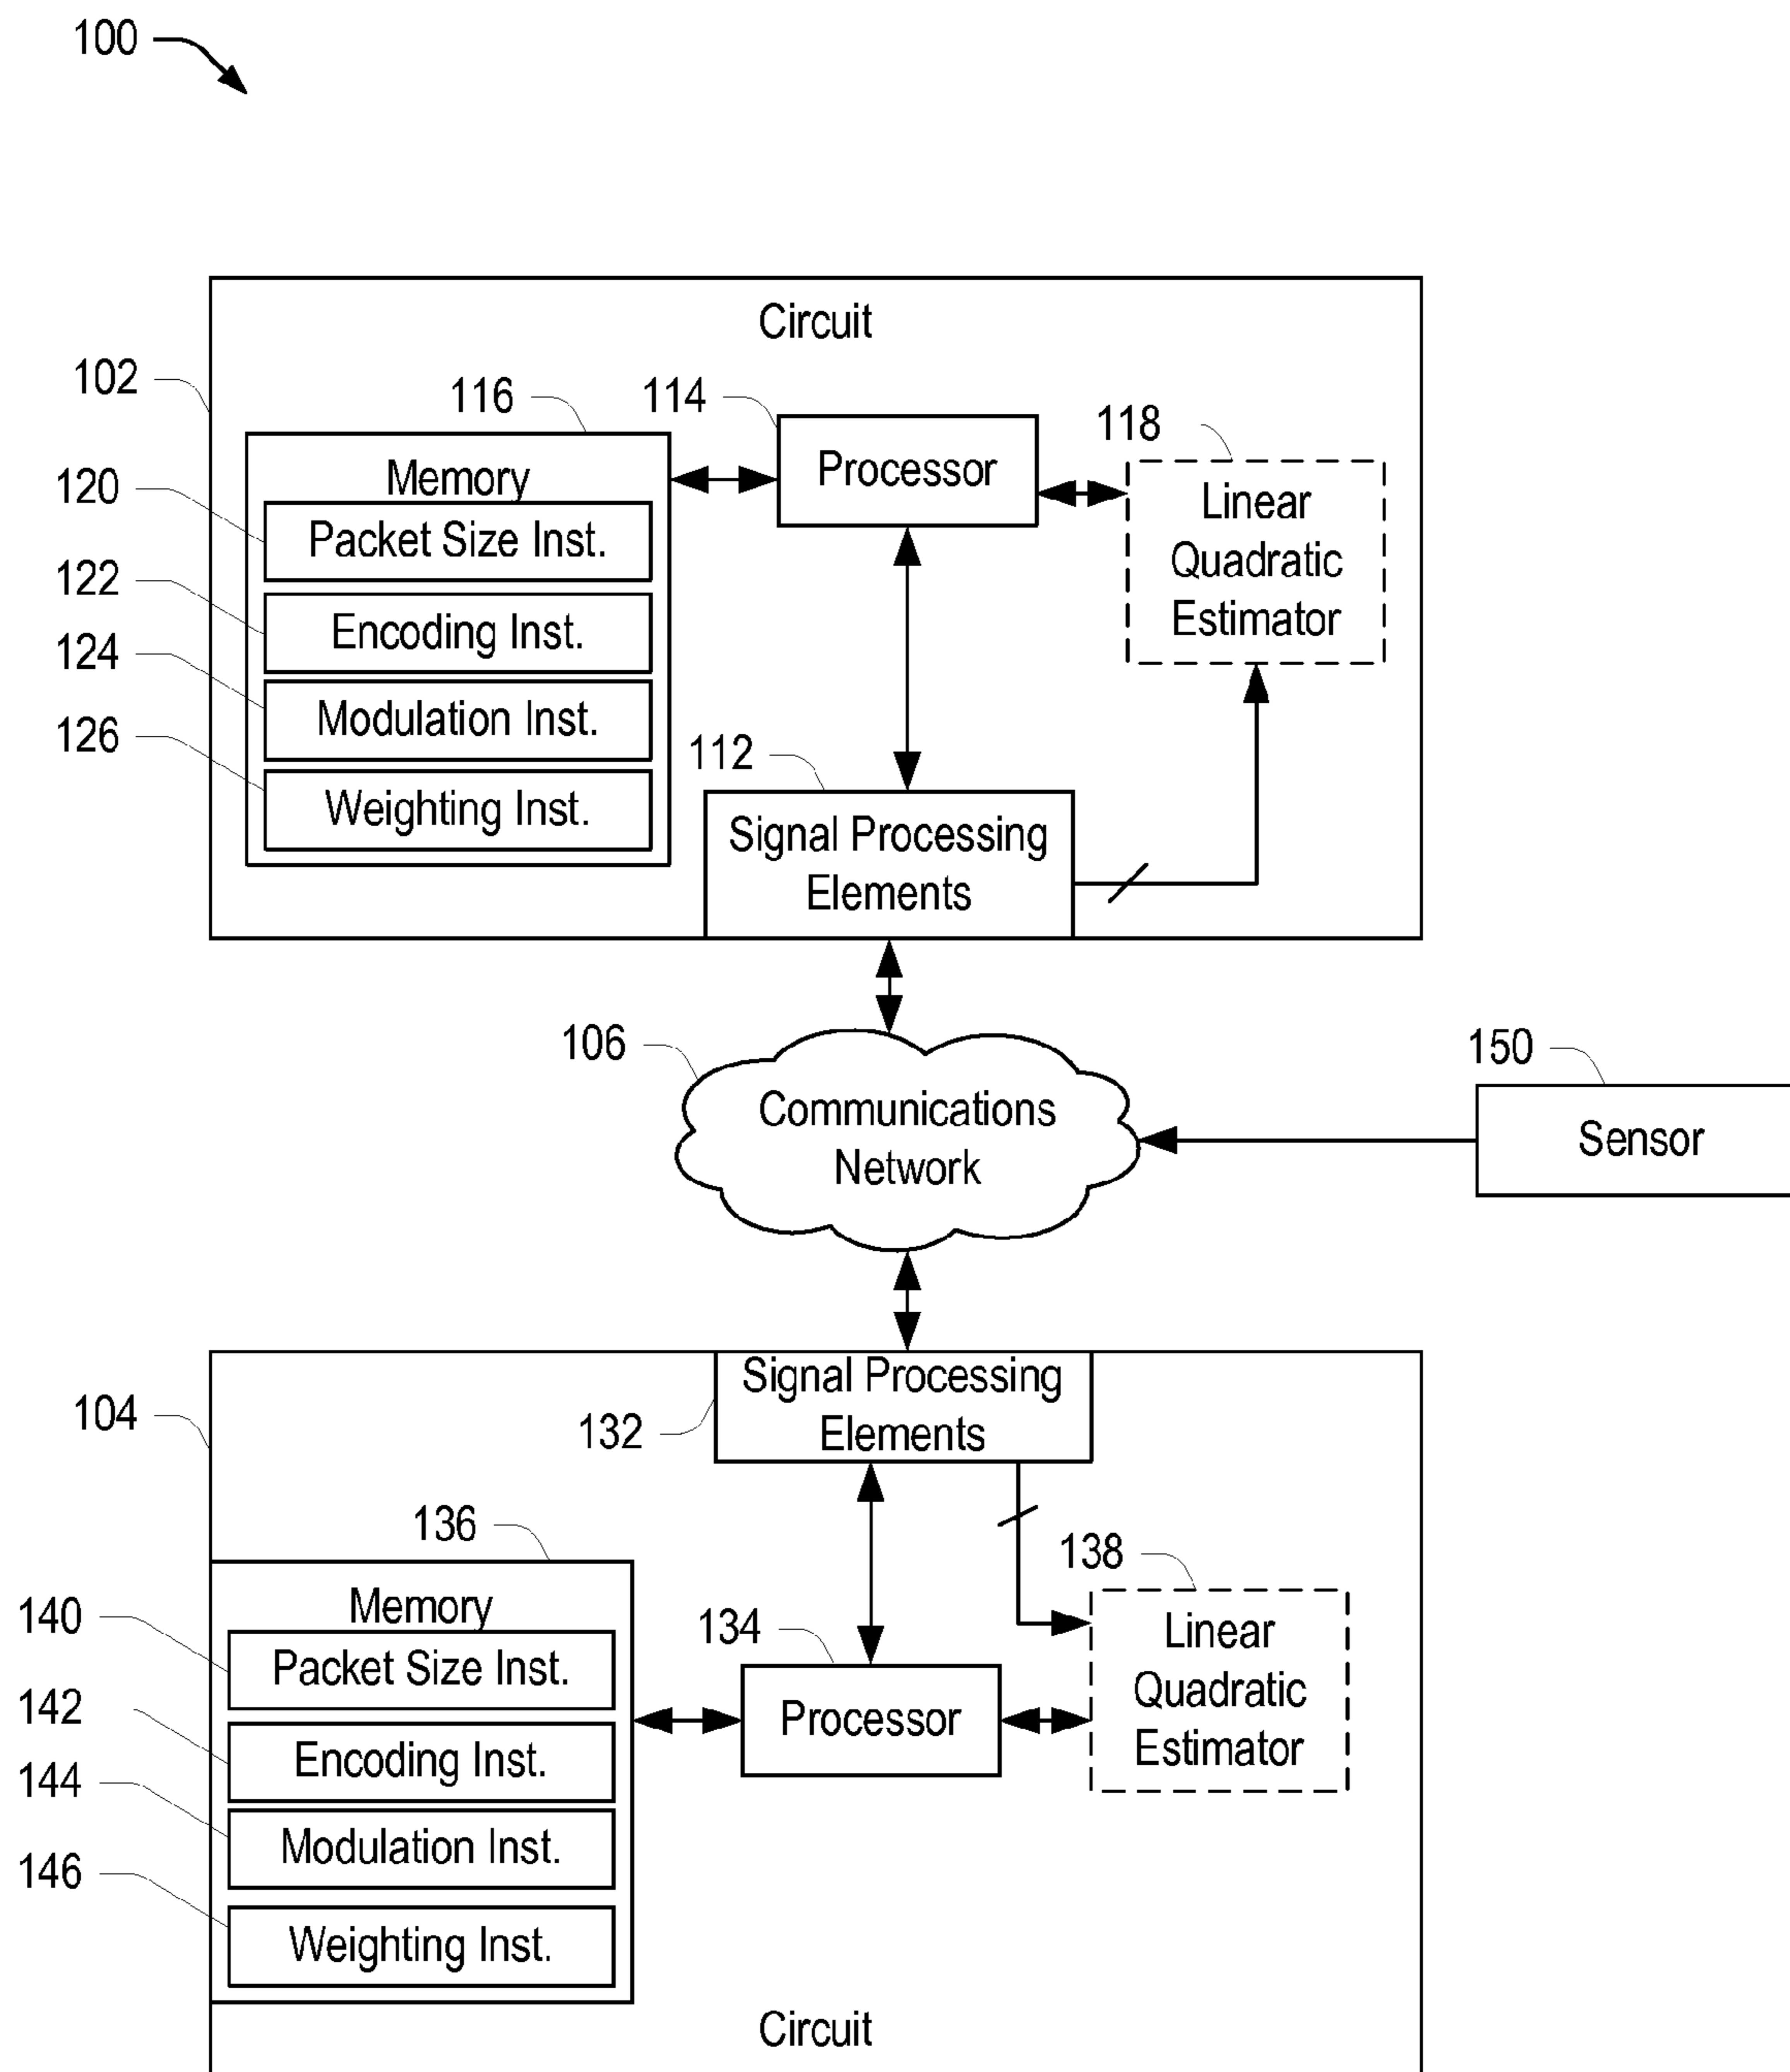 100
Circuit
102
116
114
118
Processor
Memory
Linear
Quadratic
Estimator
120
Packet Size Inst.
122
Encoding Inst.
124
Modulation Inst.
126
Weighting Inst.
112
Signal Processing
Elements
106
Communications
Network
150
Sensor
104
132
Signal Processing
Elements
136
138
Memory
134
Linear
Quadratic
Estimator
140
Packet Size Inst.
Processor
142
Encoding Inst.
144
Modulation Inst.
146
Weighting Inst.
Circuit